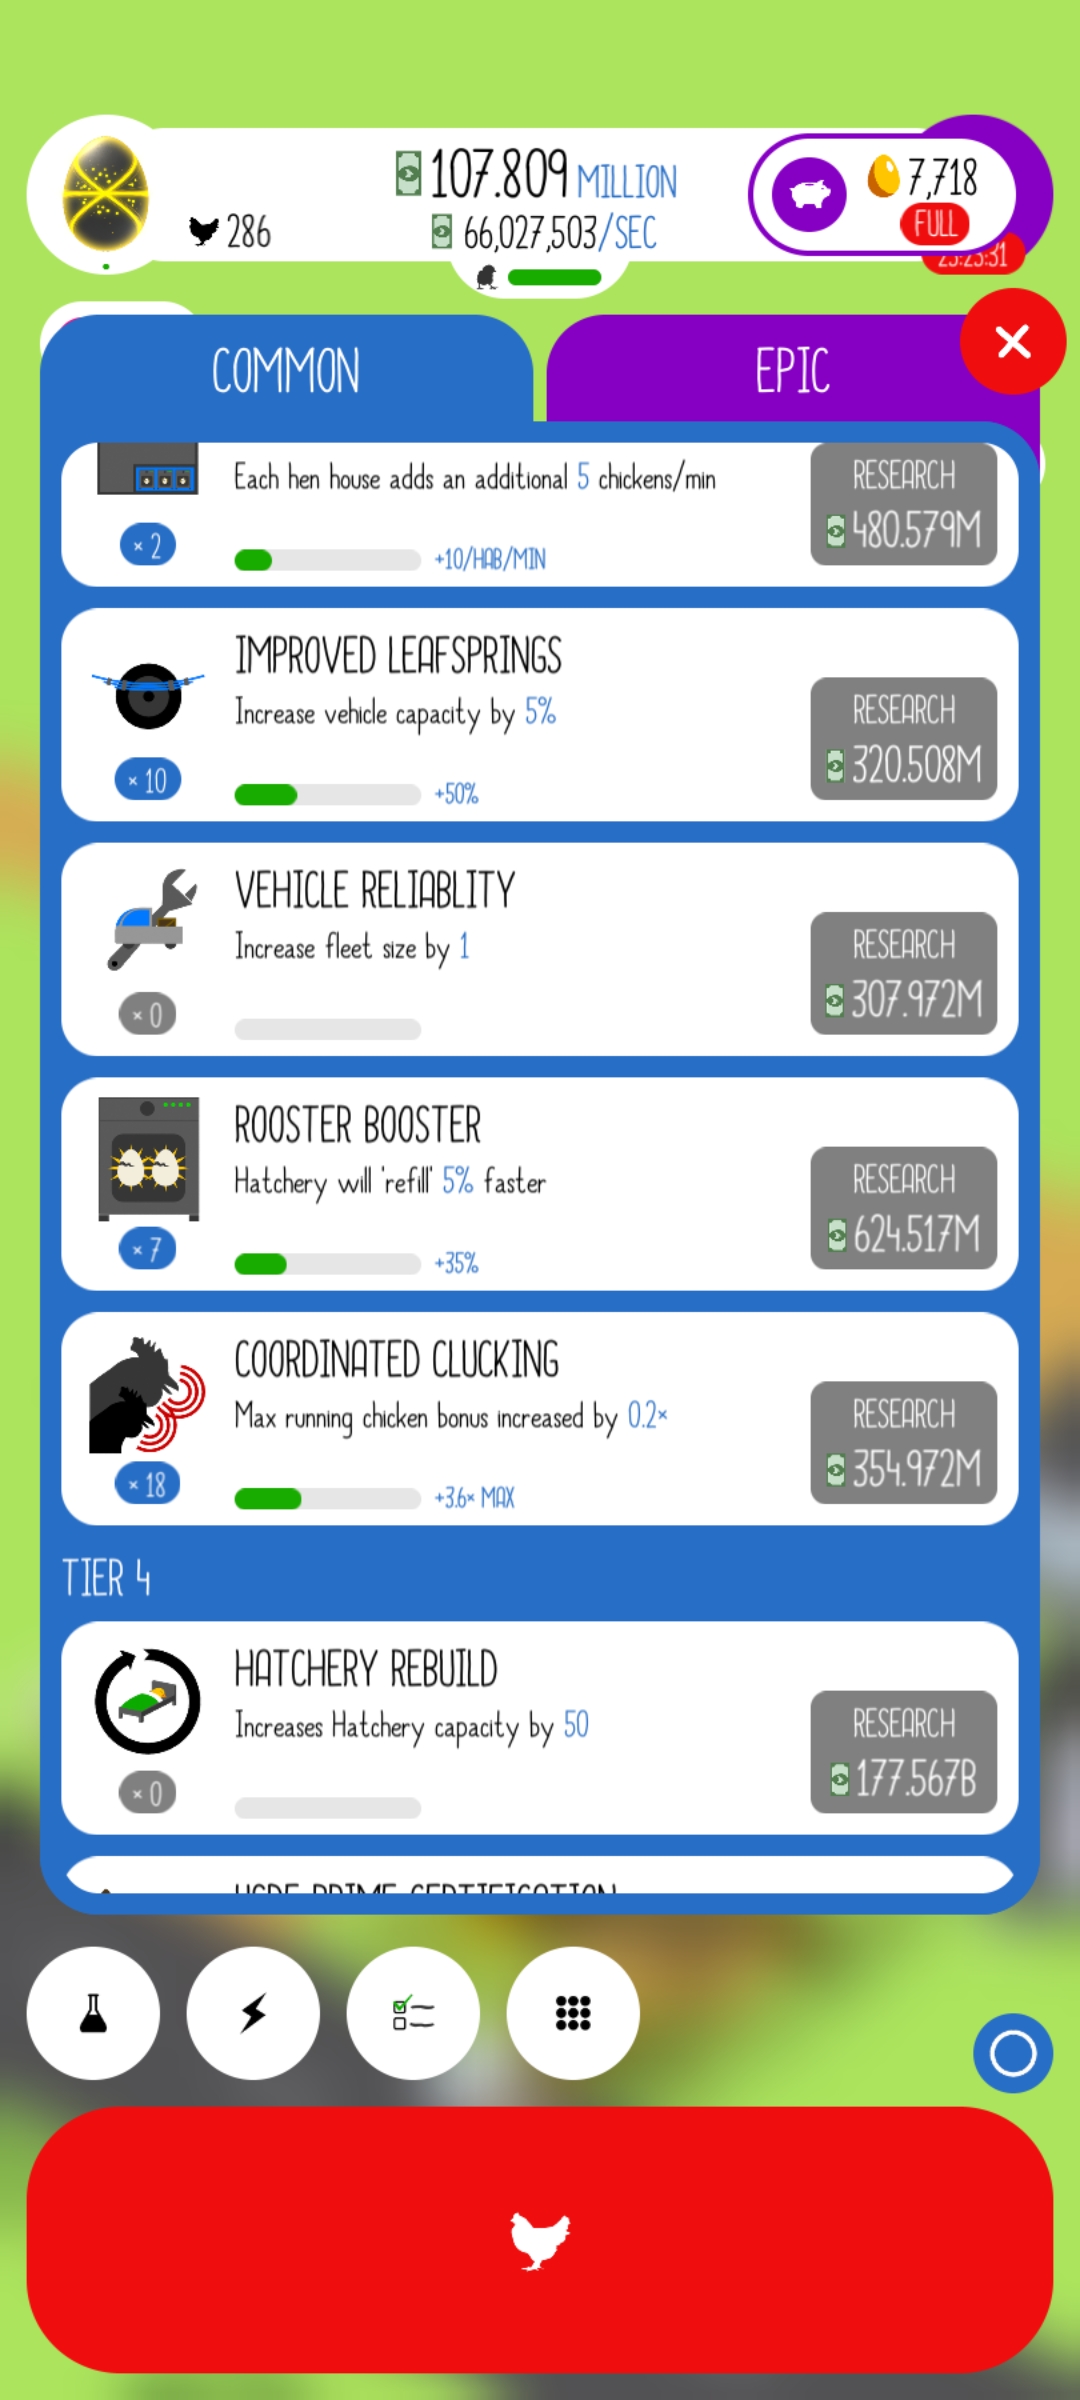 107.809 MILLION
286
66,027,503/SEC
7,718
FULL
23:23:31
COMMON
EPIC
Each hen house adds an additional 5 chickens/min
RESEARCH
480.579M
× 2
+10/HAB/MIN
IMPROVED LEAFSPRINGS
Increase vehicle capacity by 5%
RESEARCH
320.508M
× 10
+50%
VEHICLE RELIABLITY
Increase fleet size by 1
RESEARCH
307.972M
× 0
ROOSTER BOOSTER
Hatchery will 'refill' 5% faster
RESEARCH
624.517M
× 7
+35%
COORDINATED CLUCKING
Max running chicken bonus increased by 0.2×
RESEARCH
354.972M
× 18
+3.6× MAX
TIER 4
HATCHERY REBUILD
Increases Hatchery capacity by 50
RESEARCH
177.567B
× 0
USDE PRIME CERTIFICATION